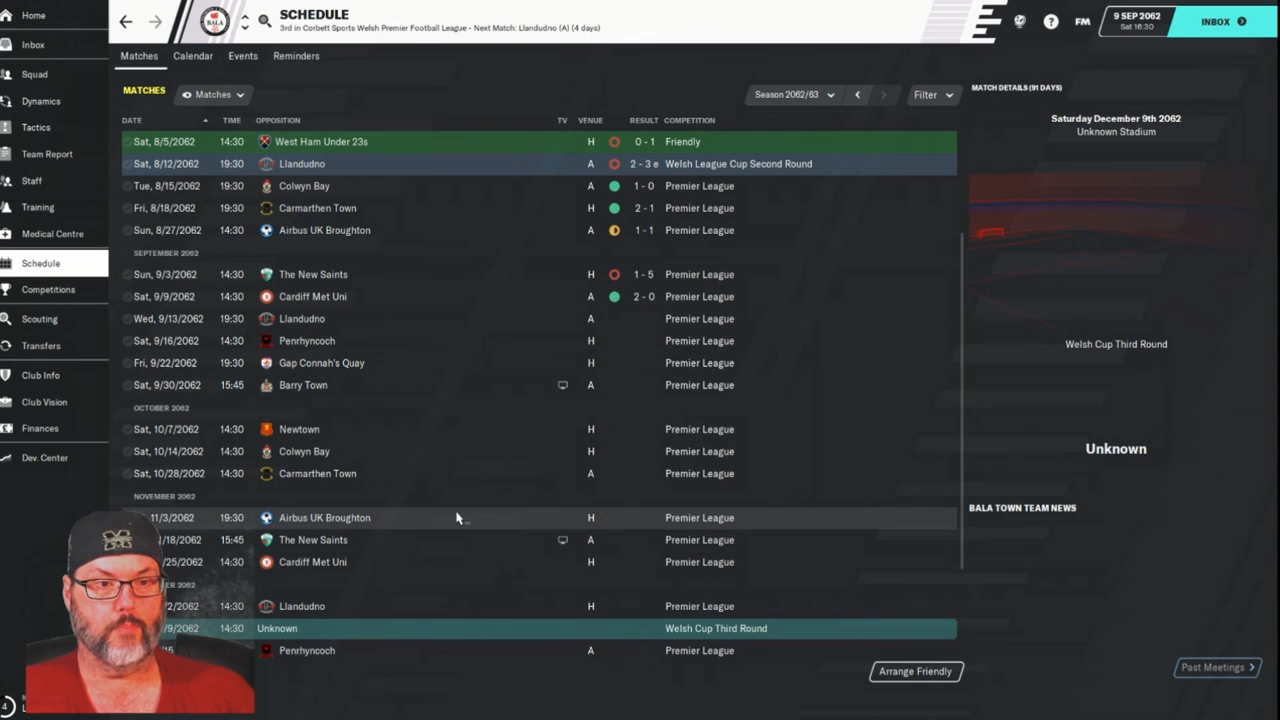 Home
SCHEDULE
3rd in Corbett Sports Welsh Premier Football League - Next Match: Llandudno (A) (4 days)
FM
9 SEP 2062
Sat 16:30
INBOX
Inbox
Squad
Dynamics
Tactics
Team Report
Staff
Training
Medical Centre
Schedule
Competitions
Scouting
Transfers
Club Info
Club Vision
Finances
Dev. Center
Matches Calendar Events Reminders
MATCHES
Matches
Season 2062/63
Filter
DATE TIME OPPOSITION TV VENUE RESULT COMPETITION
Sat, 8/5/2062 14:30 West Ham Under 23s H 0 - 1 Friendly
Sat, 8/12/2062 19:30 Llandudno A 2 - 3 e Welsh League Cup Second Round
Tue, 8/15/2062 19:30 Colwyn Bay A 1 - 0 Premier League
Fri, 8/18/2062 19:30 Carmarthen Town H 2 - 1 Premier League
Sun, 8/27/2062 14:30 Airbus UK Broughton A 1 - 1 Premier League
SEPTEMBER 2062
Sun, 9/3/2062 14:30 The New Saints H 1 - 5 Premier League
Sat, 9/9/2062 14:30 Cardiff Met Uni A 2 - 0 Premier League
Wed, 9/13/2062 19:30 Llandudno A Premier League
Sat, 9/16/2062 14:30 Penrhyncoch H Premier League
Fri, 9/22/2062 19:30 Gap Connah's Quay H Premier League
Sat, 9/30/2062 15:45 Barry Town A Premier League
OCTOBER 2062
Sat, 10/7/2062 14:30 Newtown H Premier League
Sat, 10/14/2062 14:30 Colwyn Bay H Premier League
Sat, 10/28/2062 14:30 Carmarthen Town A Premier League
NOVEMBER 2062
11/3/2062 19:30 Airbus UK Broughton H Premier League
1/18/2062 15:45 The New Saints A Premier League
/25/2062 14:30 Cardiff Met Uni H Premier League
ER 2062
2/2062 14:30 Llandudno H Premier League
/9/2062 14:30 Unknown Welsh Cup Third Round
Penrhyncoch A Premier League
Arrange Friendly
MATCH DETAILS (91 DAYS)
Saturday December 9th 2062
Unknown Stadium
Welsh Cup Third Round
Unknown
BALA TOWN TEAM NEWS
Past Meetings
4